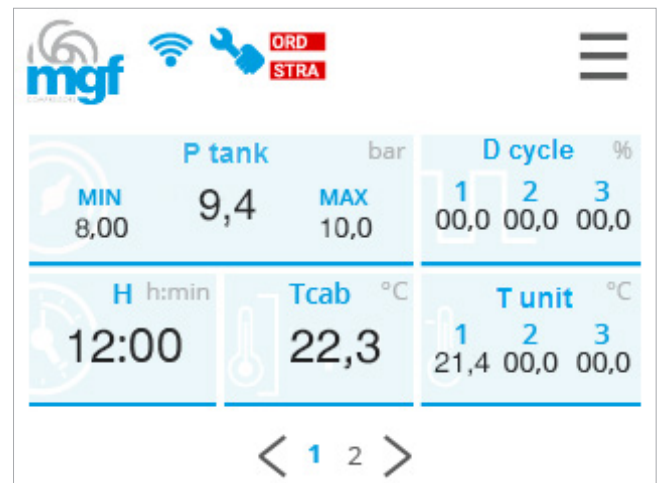 mgf
ORD
STRA
P tank bar
MIN 9,4 MAX
8,00 10,0
D cycle %
1 2 3
00,0 00,0 00,0
H h:min
12:00
Tcab °C
22,3
T unit °C
1 2 3
21,4 00,0 00,0
1 2